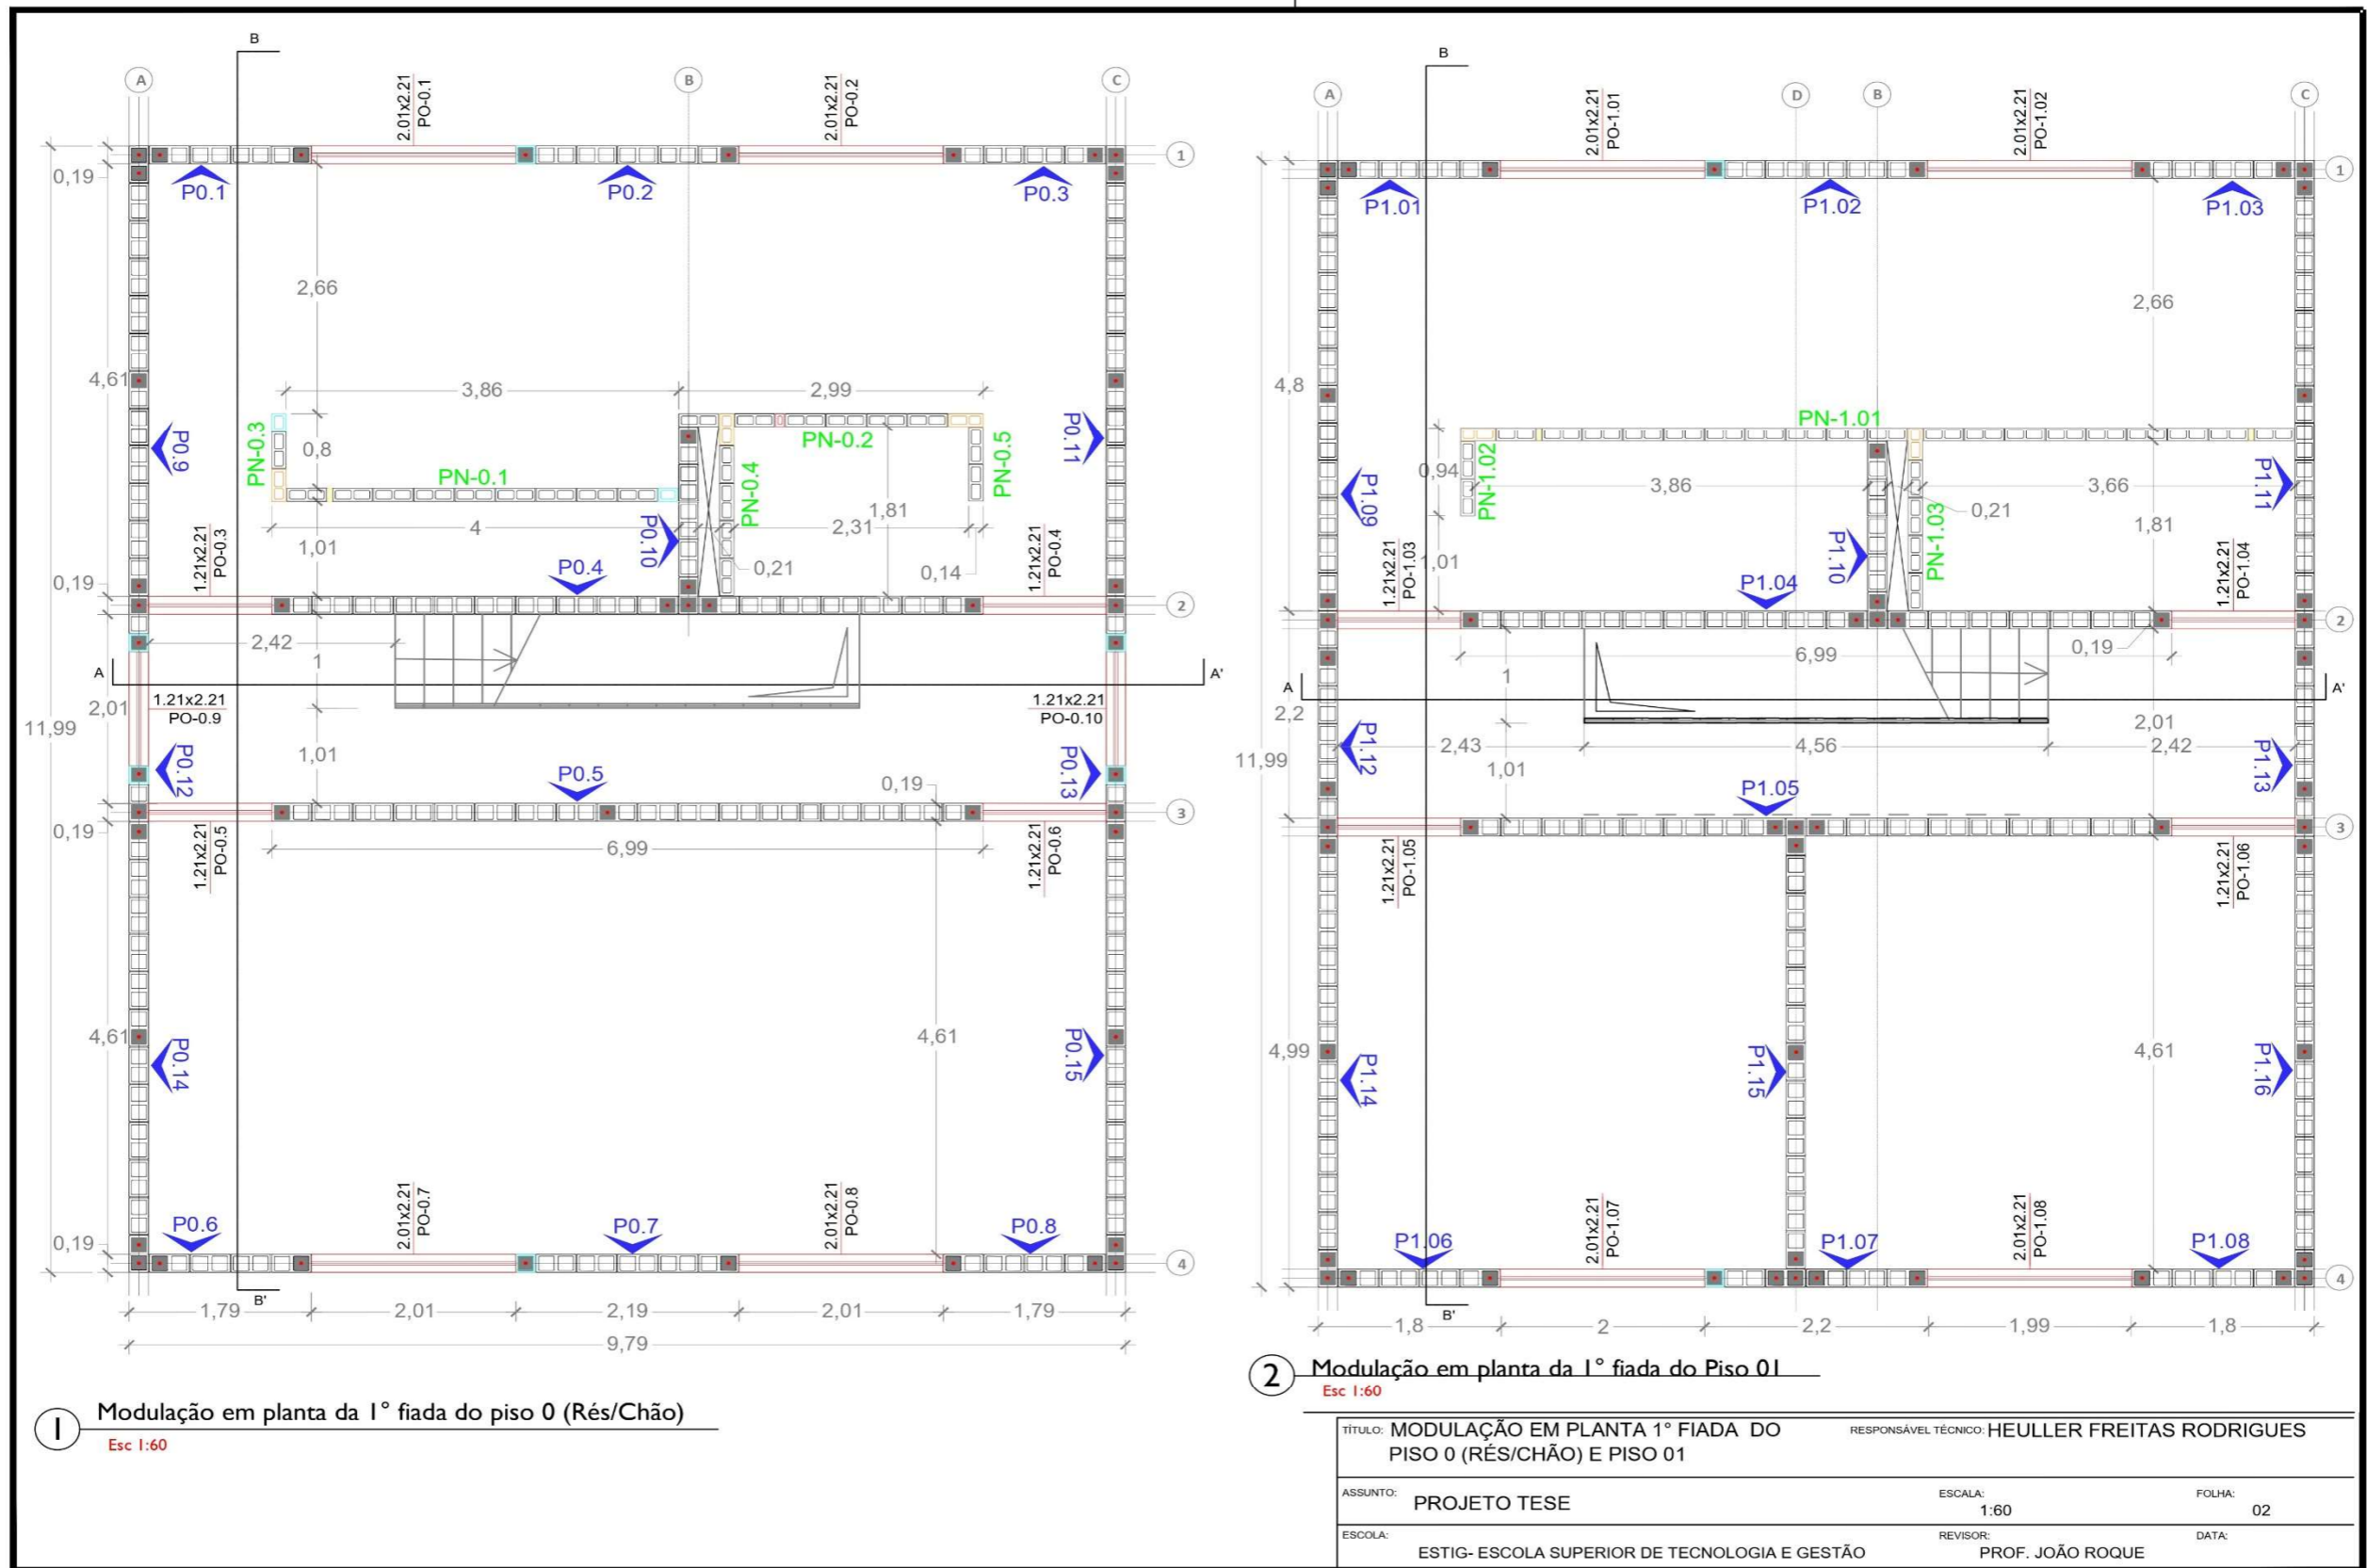 B
A
B
C
2.01x2.21
PO-0.1
2.01x2.21
PO-0.2
1
0,19
P0.1
P0.2
P0.3
2,66
4,61
3,86
2,99
P0.9
PN-0.3
0,8
PN-0.1
PN-0.2
PN-0.4
PN-0.5
P0.11
1.21x2.21
PO-0.3
4
1,01
P0.10
1,81
2,31
0,21
0,14
1.21x2.21
PO-0.4
0,19
P0.4
2
2,42
1
A
A'
1.21x2.21
PO-0.9
2,01
11,99
1.21x2.21
PO-0.10
P0.12
1,01
P0.5
0,19
P0.13
3
0,19
1.21x2.21
PO-0.5
6,99
1.21x2.21
PO-0.6
4,61
P0.14
4,61
P0.15
2.01x2.21
PO-0.7
2.01x2.21
PO-0.8
0,19
P0.6
P0.7
P0.8
4
B'
1,79
2,01
2,19
2,01
1,79
9,79
1
Modulação em planta da 1° fiada do piso 0 (Rés/Chão)
Esc 1:60
B
A
D
B
C
2.01x2.21
PO-1.01
2.01x2.21
PO-1.02
1
P1.01
P1.02
P1.03
2,66
4,8
PN-1.01
0,94
PN-1.02
3,86
3,66
P1.09
P1.11
0,21
1,81
PN-1.03
P1.10
1.21x2.21
PO-1.03
1,01
P1.04
1.21x2.21
PO-1.04
2
6,99
0,19
1
A
A'
2,2
2,01
P1.12
2,43
4,56
2,42
11,99
1,01
P1.13
P1.05
3
1.21x2.21
PO-1.05
1.21x2.21
PO-1.06
4,99
P1.14
P1.15
4,61
P1.16
2.01x2.21
PO-1.07
2.01x2.21
PO-1.08
P1.06
P1.07
P1.08
4
B'
1,8
2
2,2
1,99
1,8
2
Modulação em planta da 1° fiada do Piso 01
Esc 1:60
TÍTULO: MODULAÇÃO EM PLANTA 1° FIADA DO
PISO 0 (RÉS/CHÃO) E PISO 01
RESPONSÁVEL TÉCNICO: HEULLER FREITAS RODRIGUES
ASSUNTO: PROJETO TESE
ESCALA:
1:60
FOLHA:
02
ESCOLA:
ESTIG- ESCOLA SUPERIOR DE TECNOLOGIA E GESTÃO
REVISOR:
PROF. JOÃO ROQUE
DATA: